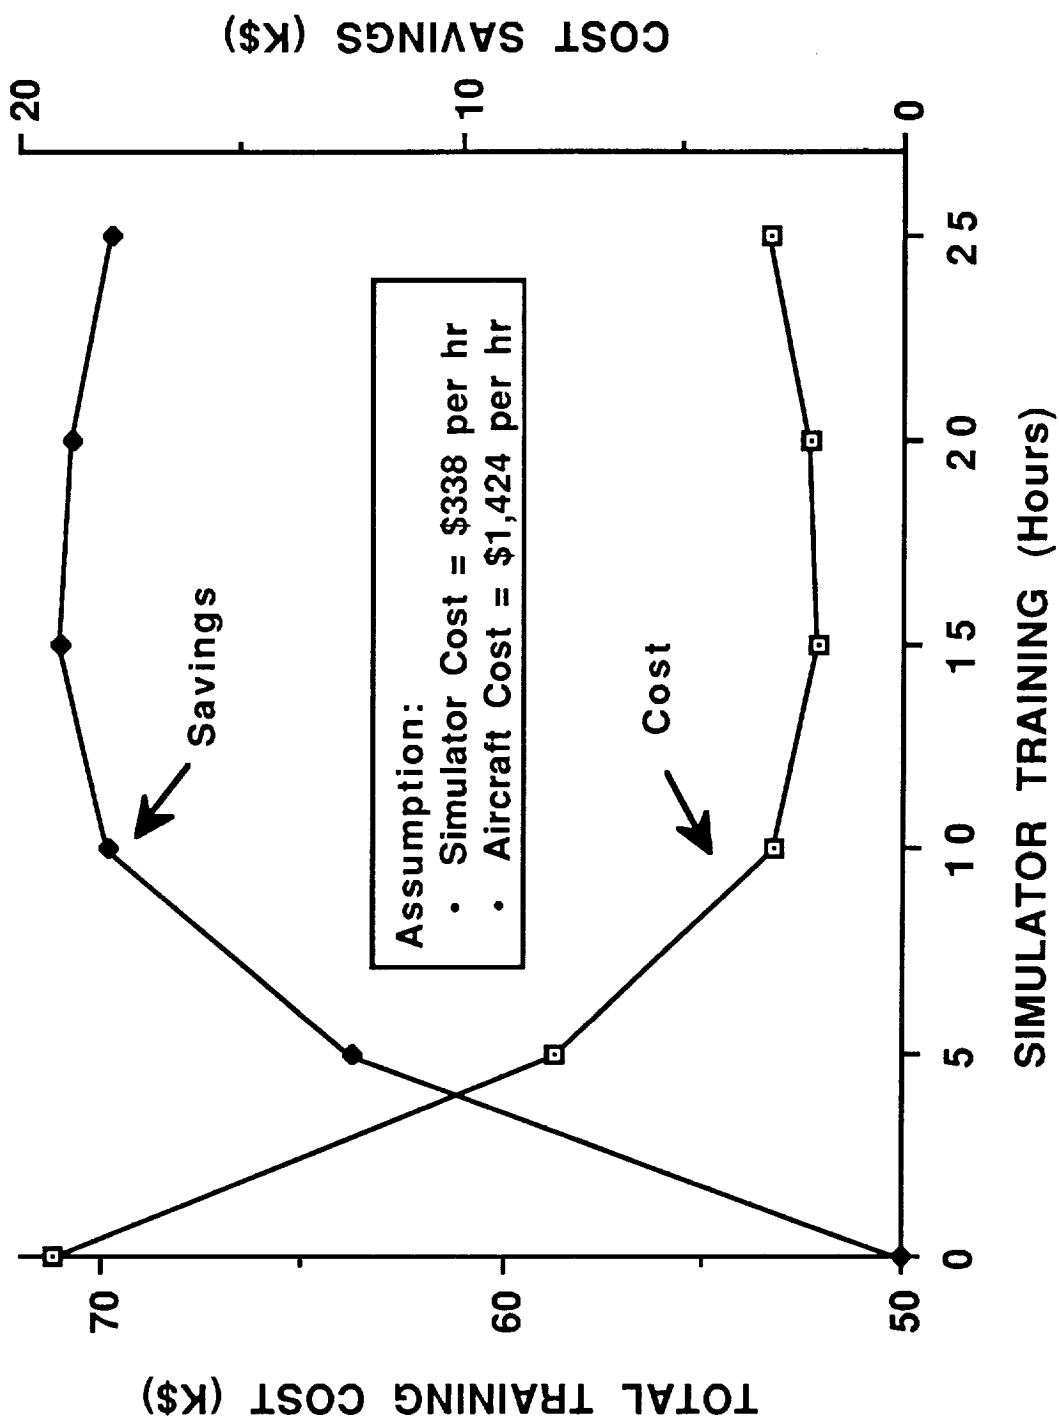 TOTAL TRAINING COST (K$)
70
60
50
COST SAVINGS (K$)
20
10
0
Savings
Assumption:
• Simulator Cost = $338 per hr
• Aircraft Cost = $1,424 per hr
Cost
0 5 10 15 20 25
SIMULATOR TRAINING (Hours)